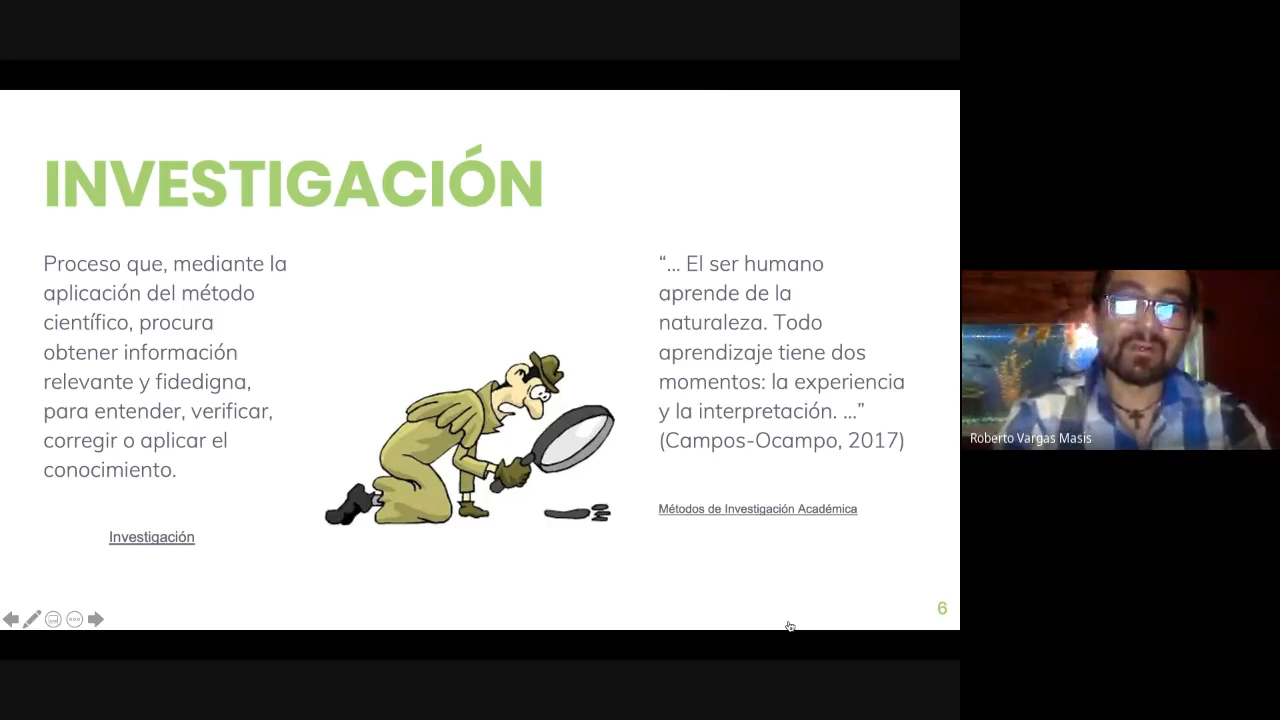 INVESTIGACIÓN
Proceso que, mediante la
aplicación del método
científico, procura
obtener información
relevante y fidedigna,
para entender, verificar,
corregir o aplicar el
conocimiento.
Investigación
“... El ser humano
aprende de la
naturaleza. Todo
aprendizaje tiene dos
momentos: la experiencia
y la interpretación. ...”
(Campos-Ocampo, 2017)
Métodos de Investigación Académica
6
Roberto Vargas Masis